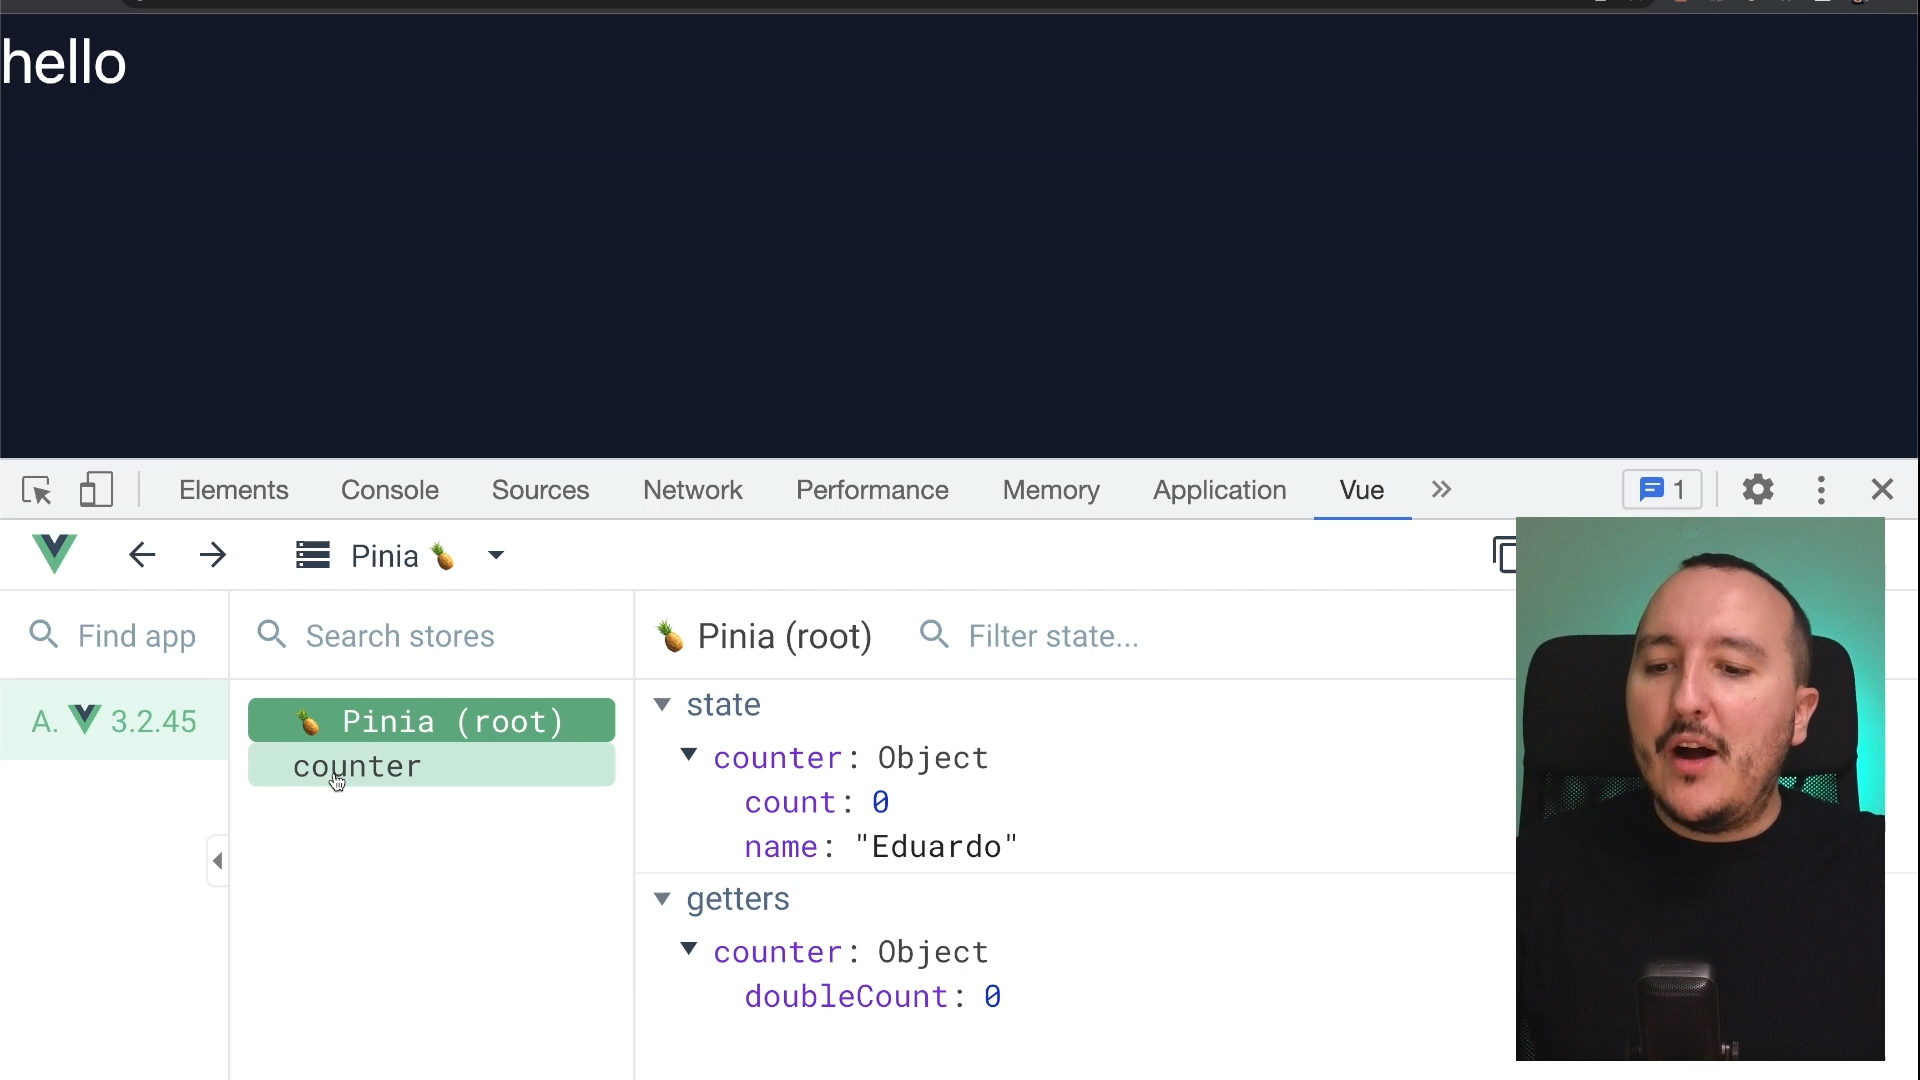 hello
Elements Console Sources Network Performance Memory Application Vue 1
Pinia
Find app
Search stores
Pinia (root)
Filter state...
A. 3.2.45
Pinia (root)
counter
state
counter: Object
count: 0
name: "Eduardo"
getters
counter: Object
doubleCount: 0